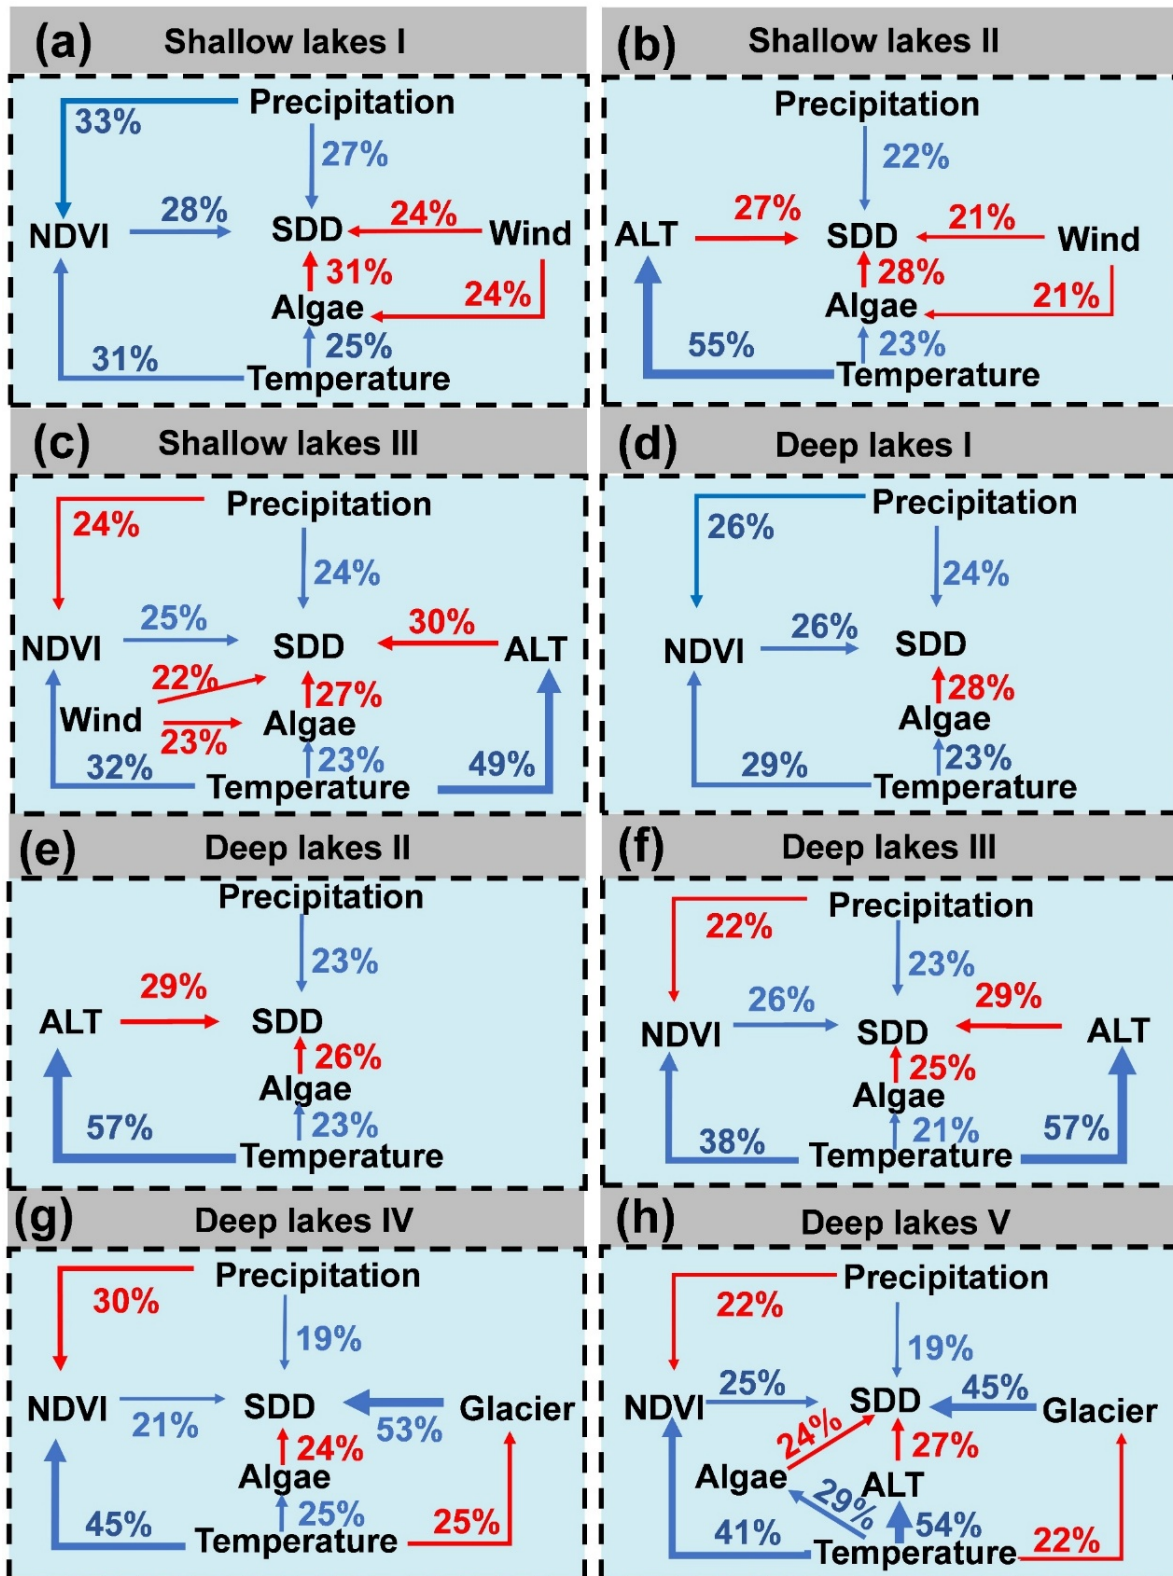 (a) Shallow lakes I
Precipitation
33%
27%
28%
24%
NDVI
SDD
Wind
31%
24%
Algae
25%
31%
Temperature
(b) Shallow lakes II
Precipitation
22%
27%
21%
ALT
SDD
Wind
28%
21%
Algae
55%
23%
Temperature
(c) Shallow lakes III
Precipitation
24%
24%
25%
30%
NDVI
SDD
ALT
22%
27%
Wind
Algae
23%
32%
23%
49%
Temperature
(d) Deep lakes I
Precipitation
26%
24%
26%
NDVI
SDD
28%
Algae
29%
23%
Temperature
(e) Deep lakes II
Precipitation
23%
29%
ALT
SDD
26%
Algae
57%
23%
Temperature
(f) Deep lakes III
Precipitation
22%
23%
26%
29%
NDVI
SDD
ALT
25%
Algae
38%
21%
57%
Temperature
(g) Deep lakes IV
Precipitation
30%
19%
NDVI
SDD
Glacier
21%
53%
24%
Algae
45%
25%
25%
Temperature
(h) Deep lakes V
Precipitation
22%
19%
25%
45%
NDVI
SDD
Glacier
24%
27%
Algae
ALT
29%
41%
54%
22%
Temperature